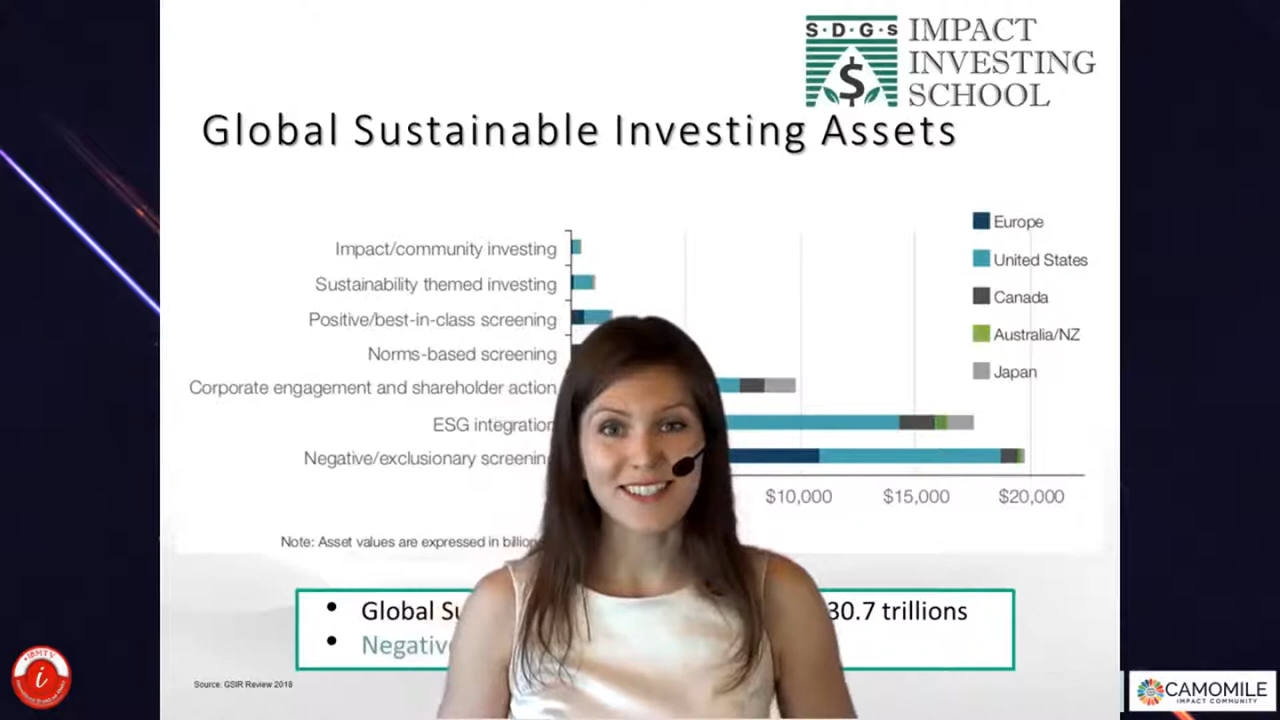 S·D·G·s
IMPACT
INVESTING
SCHOOL
Global Sustainable Investing Assets
Europe
United States
Canada
Australia/NZ
Japan
Impact/community investing
Sustainability themed investing
Positive/best-in-class screening
Norms-based screening
Corporate engagement and shareholder action
ESG integration
Negative/exclusionary screening
$10,000 $15,000 $20,000
Note: Asset values are expressed in
• Global 30.7 trillions
•
Source: GSIR Review 2018
IBMTV
i
CAMOMILE
IMPACT COMMUNITY